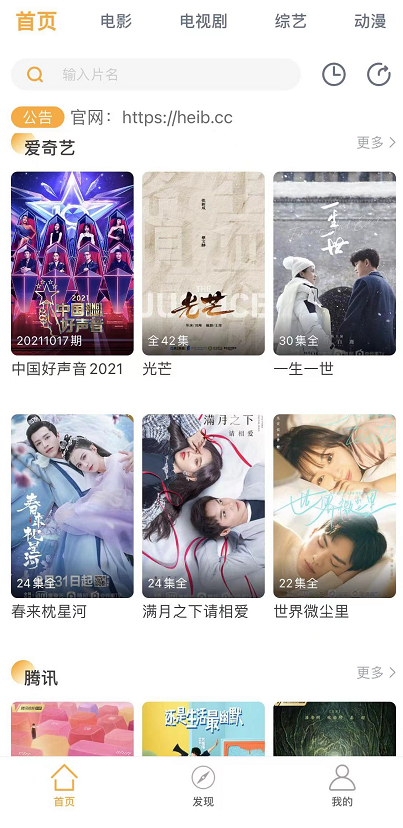 首页 电影 电视剧 综艺 动漫
输入片名
公告 官网：https://heib.cc
爱奇艺 更多
2021
中国好声音
20211017期
光芒
全42集
一生一世
30集全
中国好声音2021 光芒 一生一世
春来枕星河
24集全
满月之下
请相爱
24集全
世界微尘里
22集全
春来枕星河 满月之下请相爱 世界微尘里
腾讯 更多
还是生活最幽默
首页 发现 我的